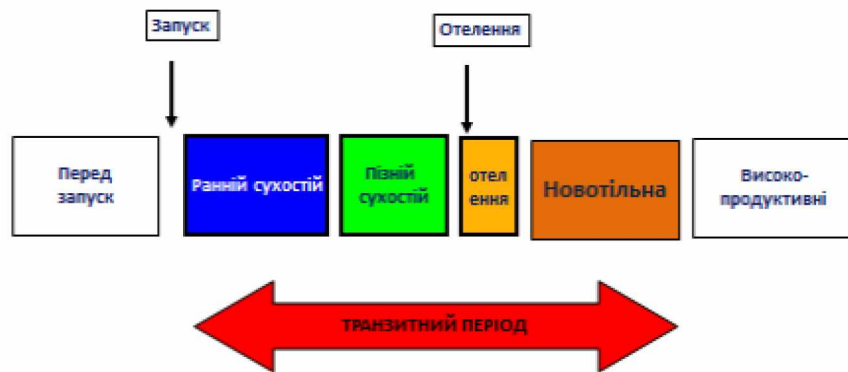 Запуск
Отелення
Перед
запуск
Ранній сухостій
Пізній
сухостій
отел
ення
Новотільна
Високо-
продуктивні
ТРАНЗИТНИЙ ПЕРІОД